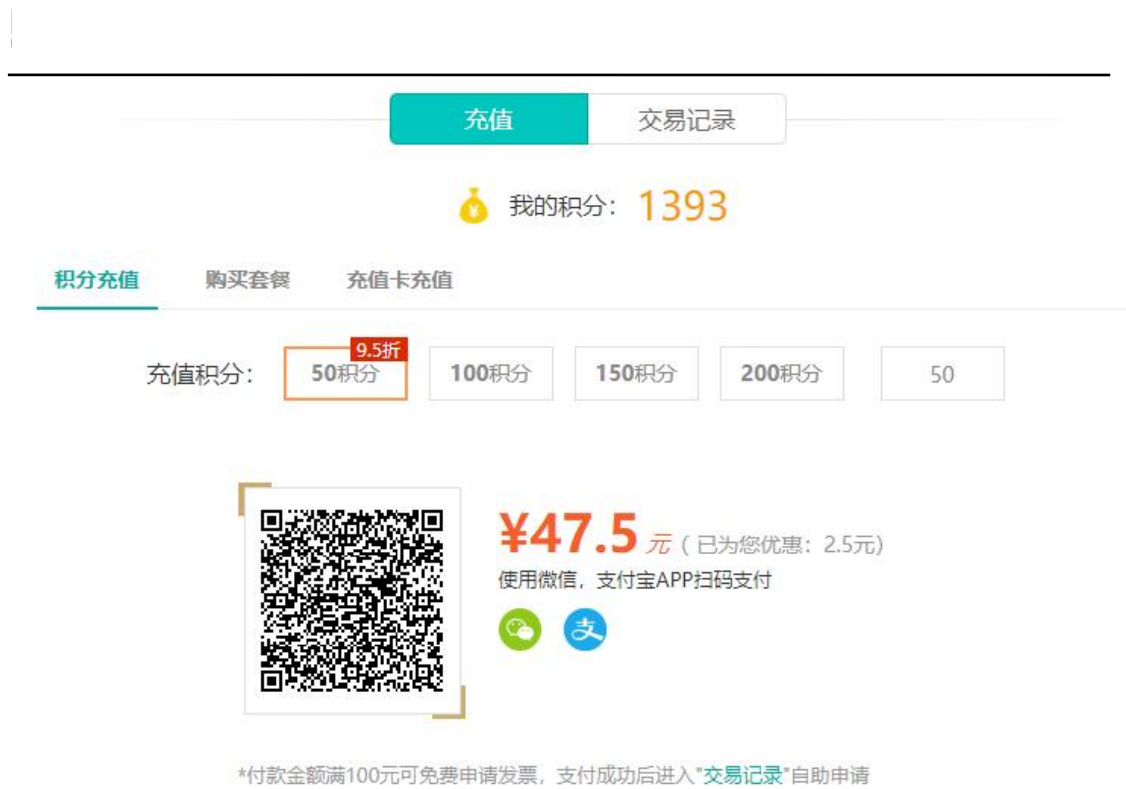 充值 交易记录
我的积分： 1393
积分充值 购买套餐 充值卡充值
9.5折
充值积分： 50积分 100积分 150积分 200积分 50
¥47.5 元 ( 已为您优惠：2.5元)
使用微信，支付宝APP扫码支付
支
*付款金额满100元可免费申请发票，支付成功后进入"交易记录"自助申请